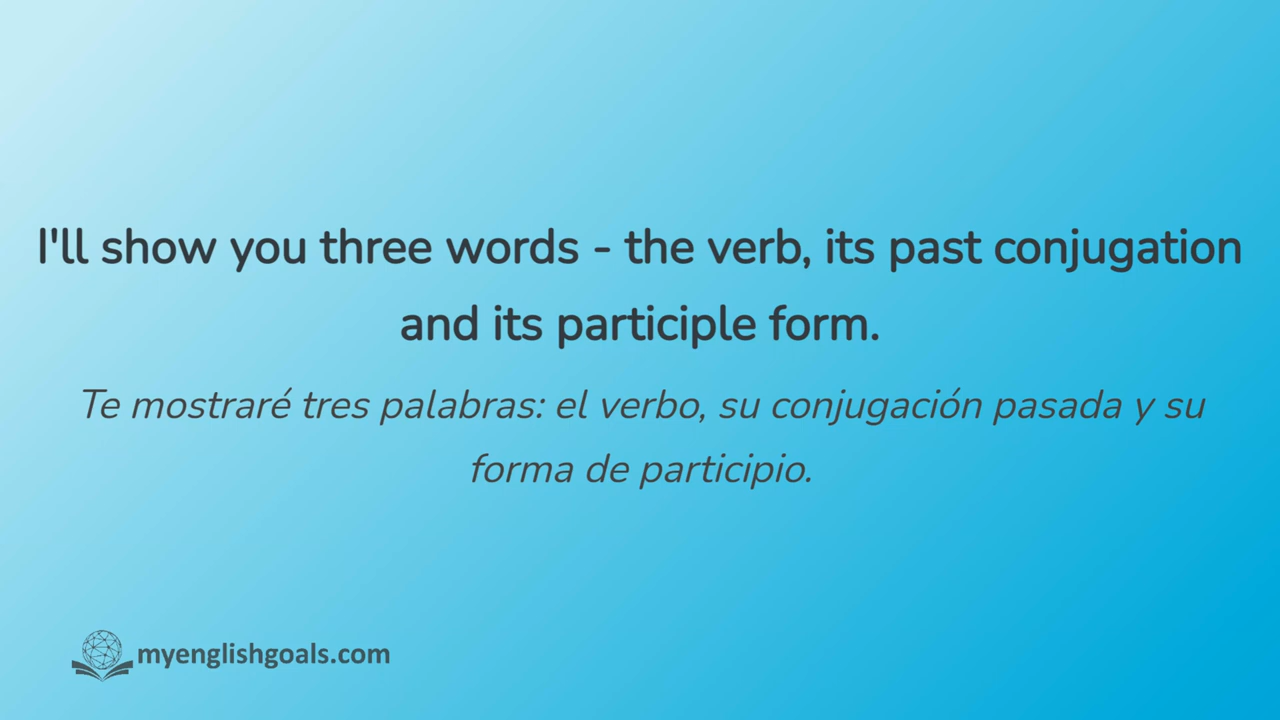 I'll show you three words - the verb, its past conjugation
and its participle form.
Te mostraré tres palabras: el verbo, su conjugación pasada y su
forma de participio.
myenglishgoals.com